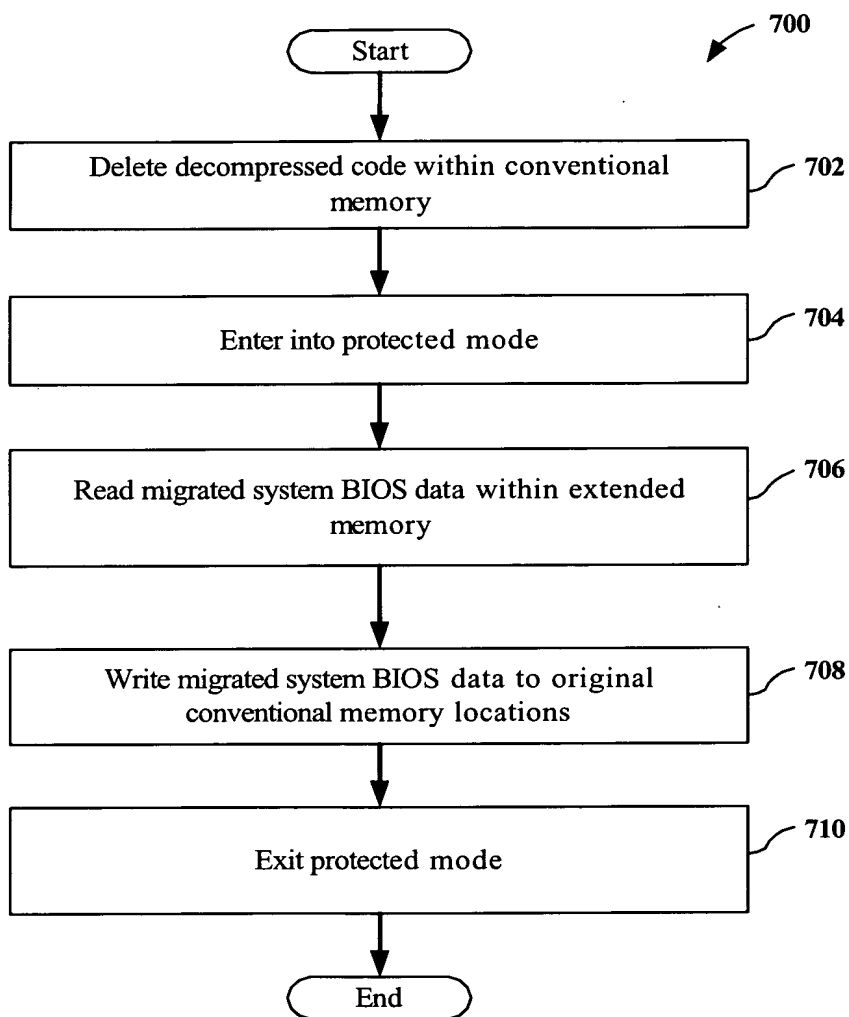 700
Start
Delete decompressed code within conventional
memory
702
Enter into protected mode
704
Read migrated system BIOS data within extended
memory
706
Write migrated system BIOS data to original
conventional memory locations
708
Exit protected mode
710
End